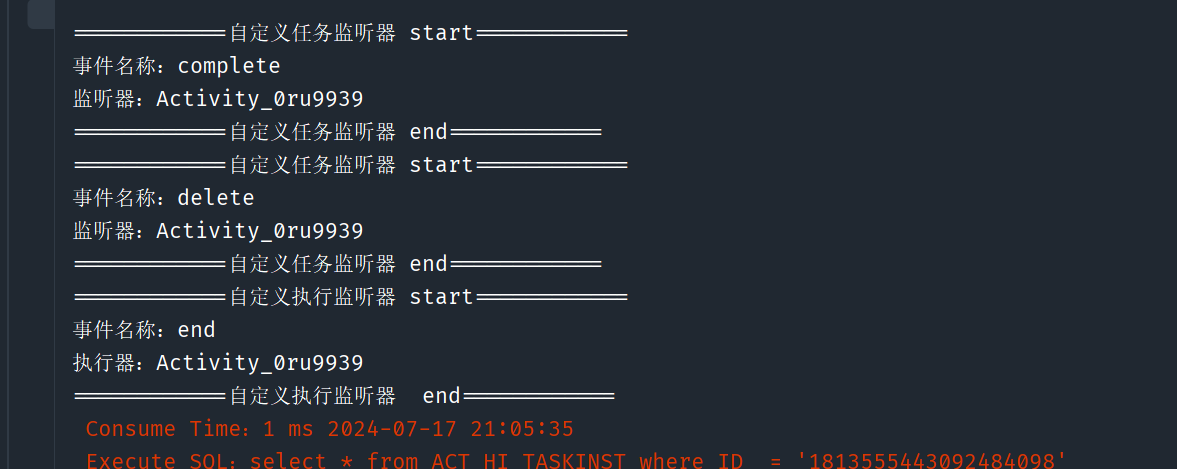 ============自定义任务监听器 start============
事件名称：complete
监听器：Activity_0ru9939
============自定义任务监听器 end============
============自定义任务监听器 start============
事件名称：delete
监听器：Activity_0ru9939
============自定义任务监听器 end============
============自定义执行监听器 start============
事件名称：end
执行器：Activity_0ru9939
============自定义执行监听器  end============
Consume Time：1 ms 2024-07-17 21:05:35
Execute SQL：select * from ACT_HI_TASKINST where ID_ = '1813555443092484098'